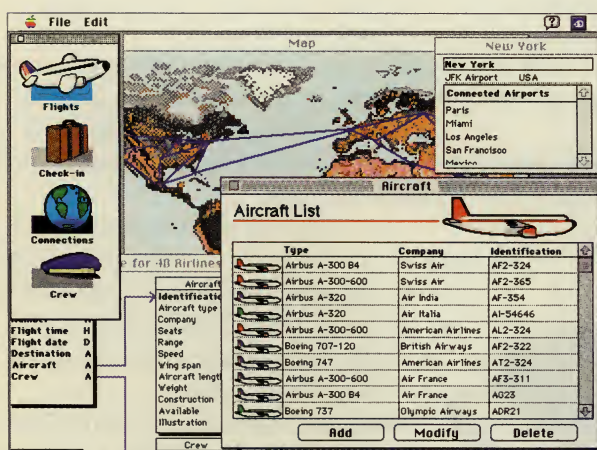 File Edit
Flights
Check-in
Connections
Crew
Map
New York
New York
JFK Airport USA
Connected Airports
Paris
Miami
Los Angeles
San Francisco
Mexico
Aircraft
Aircraft List
Type Company Identification
Airbus A-300 B4 Swiss Air AF2-324
Airbus A-300-600 Swiss Air AF2-365
Airbus A-320 Air India AF-354
Airbus A-320 Air Italia AI-54646
Airbus A-300-600 American Airlines AL2-324
Boeing 707-120 British Airways AF2-322
Boeing 747 American Airlines AT2-324
Airbus A-300-600 Air France AF3-311
Airbus A-300 B4 Air France AG23
Boeing 737 Olympic Airways ADR21
Add Modify Delete
e for 4D Airlines
Flight time H
Flight date D
Destination A
Aircraft A
Crew A
Aircraft
Identification
Aircraft type
Company
Seats
Range
Speed
Wing span
Aircraft length
Weight
Construction
Available
Illustration
Crew